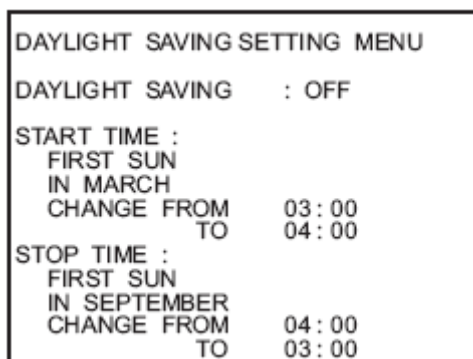 DAYLIGHT SAVING SETTING MENU
DAYLIGHT SAVING : OFF
START TIME :
FIRST SUN
IN MARCH
CHANGE FROM 03:00
TO 04:00
STOP TIME :
FIRST SUN
IN SEPTEMBER
CHANGE FROM 04:00
TO 03:00